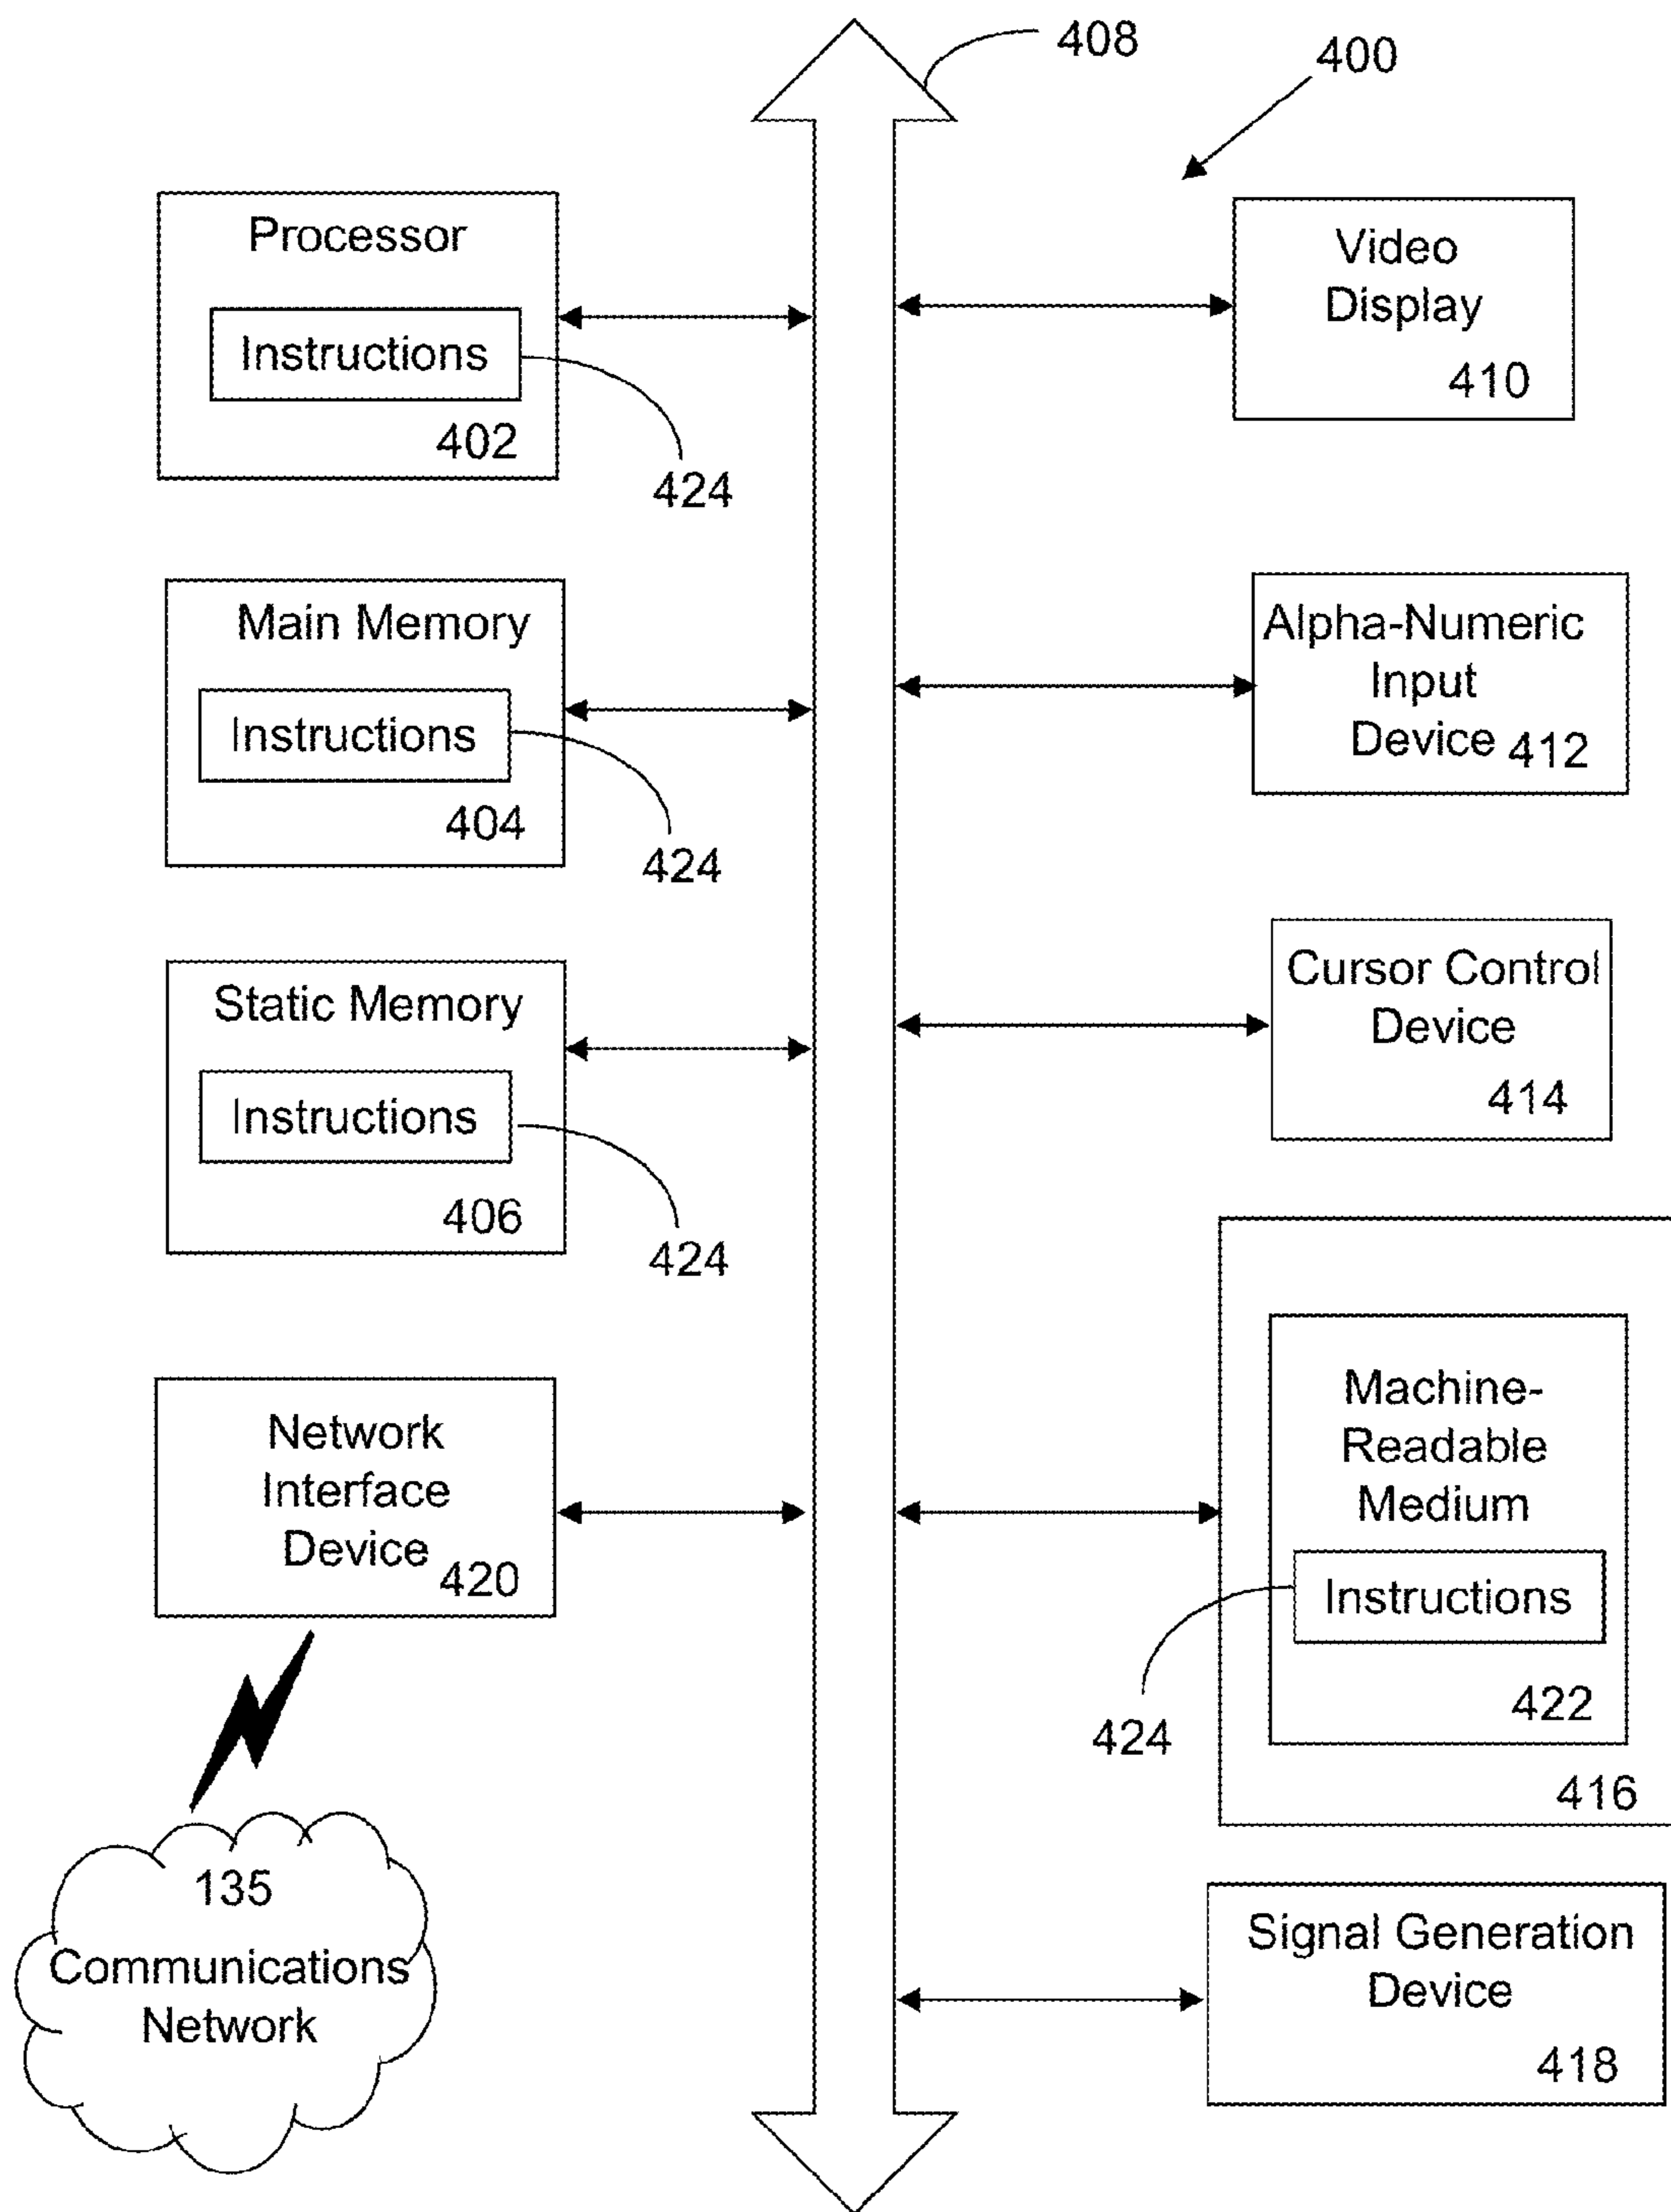 408
400
Processor
Instructions
402
424
Video
Display
410
Main Memory
Instructions
404
424
Alpha-Numeric
Input
Device 412
Static Memory
Instructions
406
424
Cursor Control
Device
414
Network
Interface
Device 420
Machine-
Readable
Medium
Instructions
424
422
416
135
Communications
Network
Signal Generation
Device
418